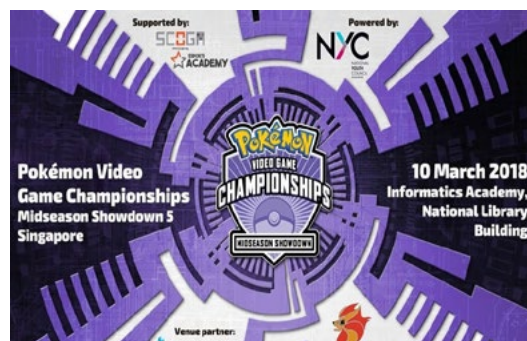 Supported by:
Powered by:
SCOGA
ESPORTS
ACADEMY
NYC
NATIONAL
YOUTH
COUNCIL
Pokémon Video
Game Championships
Midseason Showdown 5
Singapore
POKéMON
VIDEO GAME
CHAMPIONSHIPS
MIDSEASON SHOWDOWN
10 March 2018
Informatics Academy,
National Library
Building
Venue partner: